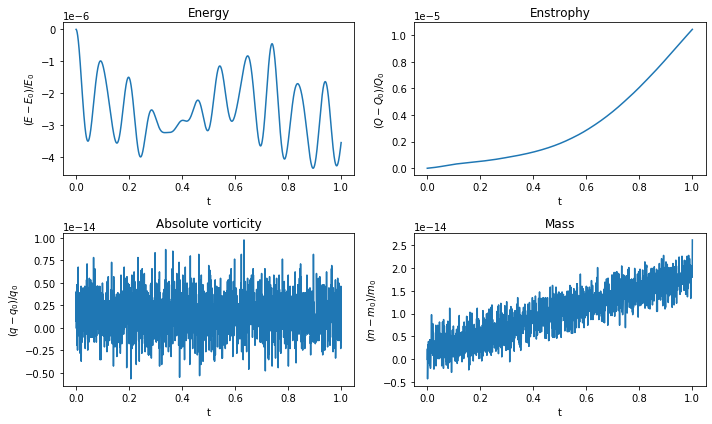 Energy
1e−6
0
−1
−2
−3
−4
(E − E₀)/E₀
0.0 0.2 0.4 0.6 0.8 1.0
t
Enstrophy
1e−5
1.0
0.8
0.6
0.4
0.2
0.0
(Q − Q₀)/Q₀
0.0 0.2 0.4 0.6 0.8 1.0
t
Absolute vorticity
1e−14
1.00
0.75
0.50
0.25
0.00
−0.25
−0.50
(q − q₀)/q₀
0.0 0.2 0.4 0.6 0.8 1.0
t
Mass
1e−14
2.5
2.0
1.5
1.0
0.5
0.0
−0.5
(m − m₀)/m₀
0.0 0.2 0.4 0.6 0.8 1.0
t